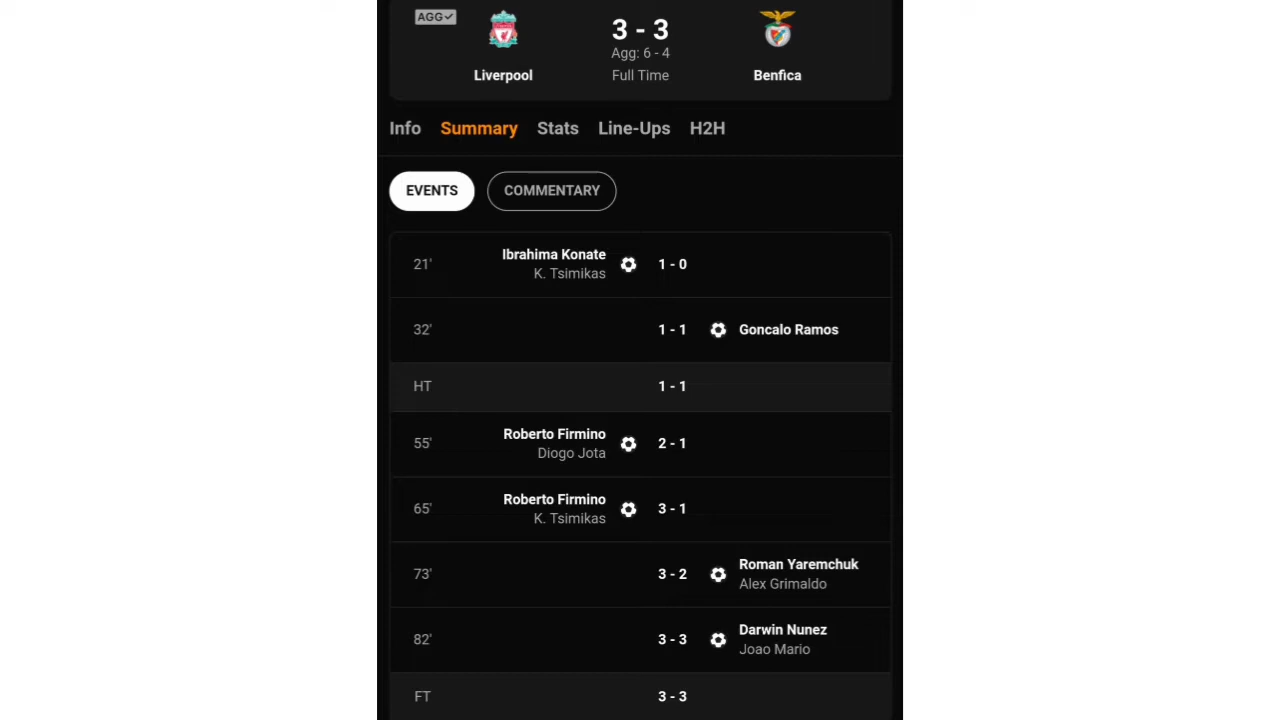 AGG✓
3 - 3
Agg: 6 - 4
Liverpool
Full Time
Benfica
Info Summary Stats Line-Ups H2H
EVENTS COMMENTARY
21' Ibrahima Konate 1 - 0
K. Tsimikas
32' 1 - 1 Goncalo Ramos
HT 1 - 1
55' Roberto Firmino 2 - 1
Diogo Jota
65' Roberto Firmino 3 - 1
K. Tsimikas
73' 3 - 2 Roman Yaremchuk
Alex Grimaldo
82' 3 - 3 Darwin Nunez
Joao Mario
FT 3 - 3